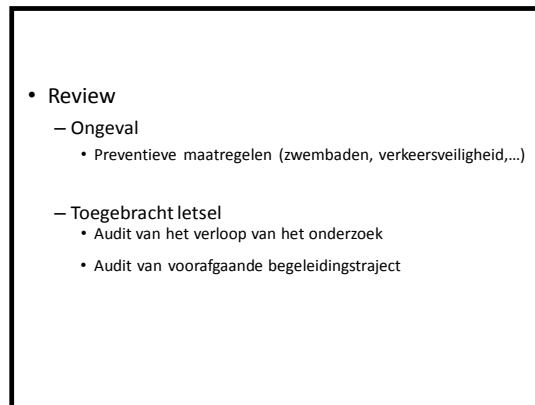 • Review
– Ongeval
• Preventieve maatregelen (zwembaden, verkeersveiligheid,...)
– Toegebracht letsel
• Audit van het verloop van het onderzoek
• Audit van voorafgaande begeleidingstraject